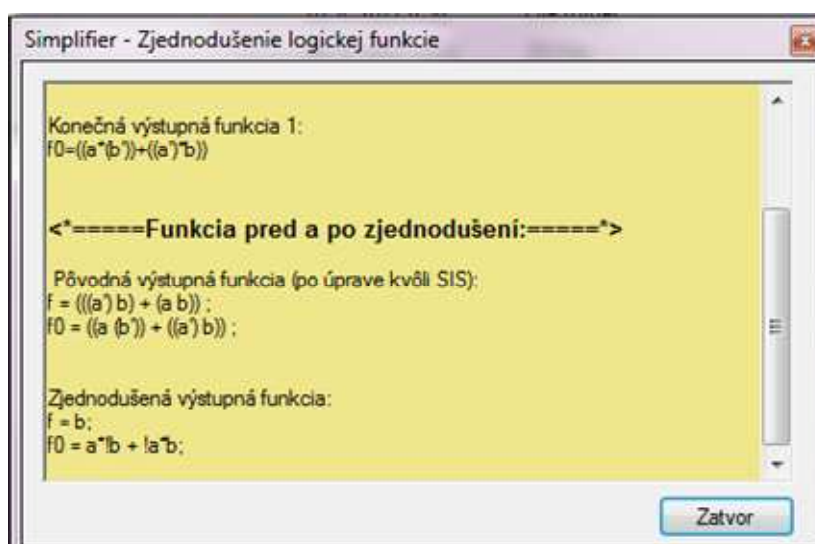 Simplifier - Zjednodušenie logickej funkcie
Konečná výstupná funkcia 1:
f0=((a*(b'))+((a')*b))
<*=====Funkcia pred a po zjednodušení:=====*>
Pôvodná výstupná funkcia (po úprave kvôli SIS):
f = (((a') b) + (a b)) ;
f0 = ((a (b')) + ((a') b)) ;
Zjednodušená výstupná funkcia:
f = b;
f0 = a*!b + !a*b;
Zatvor